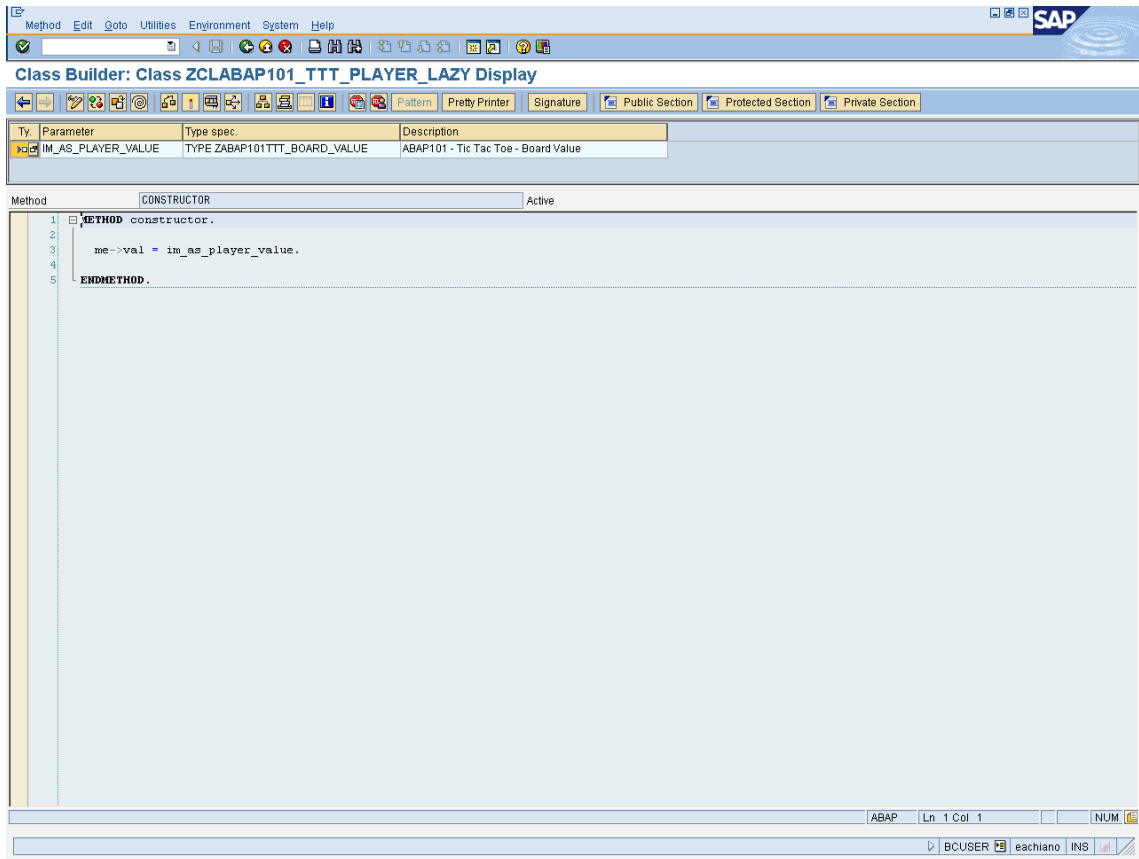 Method Edit Goto Utilities Environment System Help
SAP
Class Builder: Class ZCLABAP101_TTT_PLAYER_LAZY Display
Pattern Pretty Printer Signature Public Section Protected Section Private Section
Ty. Parameter Type spec. Description
IM_AS_PLAYER_VALUE TYPE ZABAP101TTT_BOARD_VALUE ABAP101 - Tic Tac Toe - Board Value
Method CONSTRUCTOR Active
1 METHOD constructor.
2
3 me->val = im_as_player_value.
4
5 ENDMETHOD.
ABAP Ln 1 Col 1 NUM
BCUSER eachiano INS